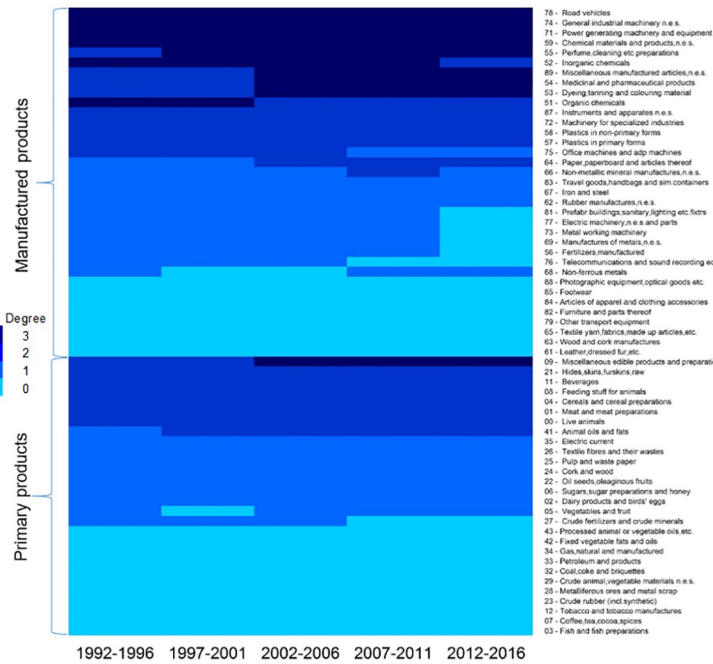 78 - Road vehicles
74 - General industrial machinery n.e.s.
71 - Power generating machinery and equipment
59 - Chemical materials and products,n.e.s.
55 - Perfume,cleaning etc.preparations
52 - Inorganic chemicals
89 - Miscellaneous manufactured articles,n.e.s.
54 - Medicinal and pharmaceutical products
53 - Dyeing,tanning and colouring material
51 - Organic chemicals
87 - Instruments and apparates n.e.s.
72 - Machinery for specialized industries
58 - Plastics in non-primary forms
57 - Plastics in primary forms
75 - Office machines and adp machines
64 - Paper,paperboard and articles thereof
66 - Non-metallic mineral manufactures,n.e.s.
83 - Travel goods,handbags and sim.containers
67 - Iron and steel
62 - Rubber manufactures,n.e.s.
81 - Prefabr.buildings;sanitary,lighting etc.fixtrs
77 - Electric machinery,n.e.s and parts
73 - Metal working machinery
69 - Manufactures of metals,n.e.s.
56 - Fertilizers,manufactured
76 - Telecommunications and sound recording eq
68 - Non-ferrous metals
88 - Photographic equipment,optical goods etc.
85 - Footwear
84 - Articles of apparel and clothing accessories
82 - Furniture and parts thereof
79 - Other transport equipment
65 - Textile yarn,fabrics,made up articles,etc.
63 - Wood and cork manufactures
61 - Leather,dressed fur,etc.
09 - Miscellaneous edible products and preparati
21 - Hides,skins,furskins,raw
11 - Beverages
08 - Feeding stuff for animals
04 - Cereals and cereal preparations
01 - Meat and meat preparations
00 - Live animals
41 - Animal oils and fats
35 - Electric current
26 - Textile fibres and their wastes
25 - Pulp and waste paper
24 - Cork and wood
22 - Oil seeds,oleaginous fruits
06 - Sugars,sugar preparations and honey
02 - Dairy products and birds' eggs
05 - Vegetables and fruit
27 - Crude fertilizers and crude minerals
43 - Processed animal or vegetable oils,etc.
42 - Fixed vegetable fats and oils
34 - Gas,natural and manufactured
33 - Petroleum and products
32 - Coal,coke and briquettes
29 - Crude animal,vegetable materials n.e.s.
28 - Metalliferous ores and metal scrap
23 - Crude rubber (incl.synthetic)
12 - Tobacco and tobacco manufactures
07 - Coffee,tea,cocoa,spices
03 - Fish and fish preparations
Manufactured products
Degree
3
2
1
0
Primary products
1992-1996 1997-2001 2002-2006 2007-2011 2012-2016